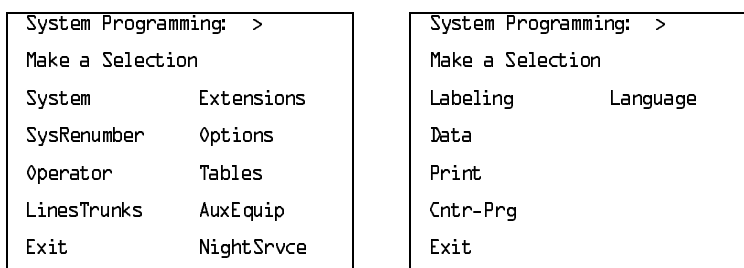 System Programming: >
Make a Selection
System Extensions
SysRenumber Options
Operator Tables
LinesTrunks AuxEquip
Exit NightSrvce
System Programming: >
Make a Selection
Labeling Language
Data
Print
Cntr-Prg
Exit